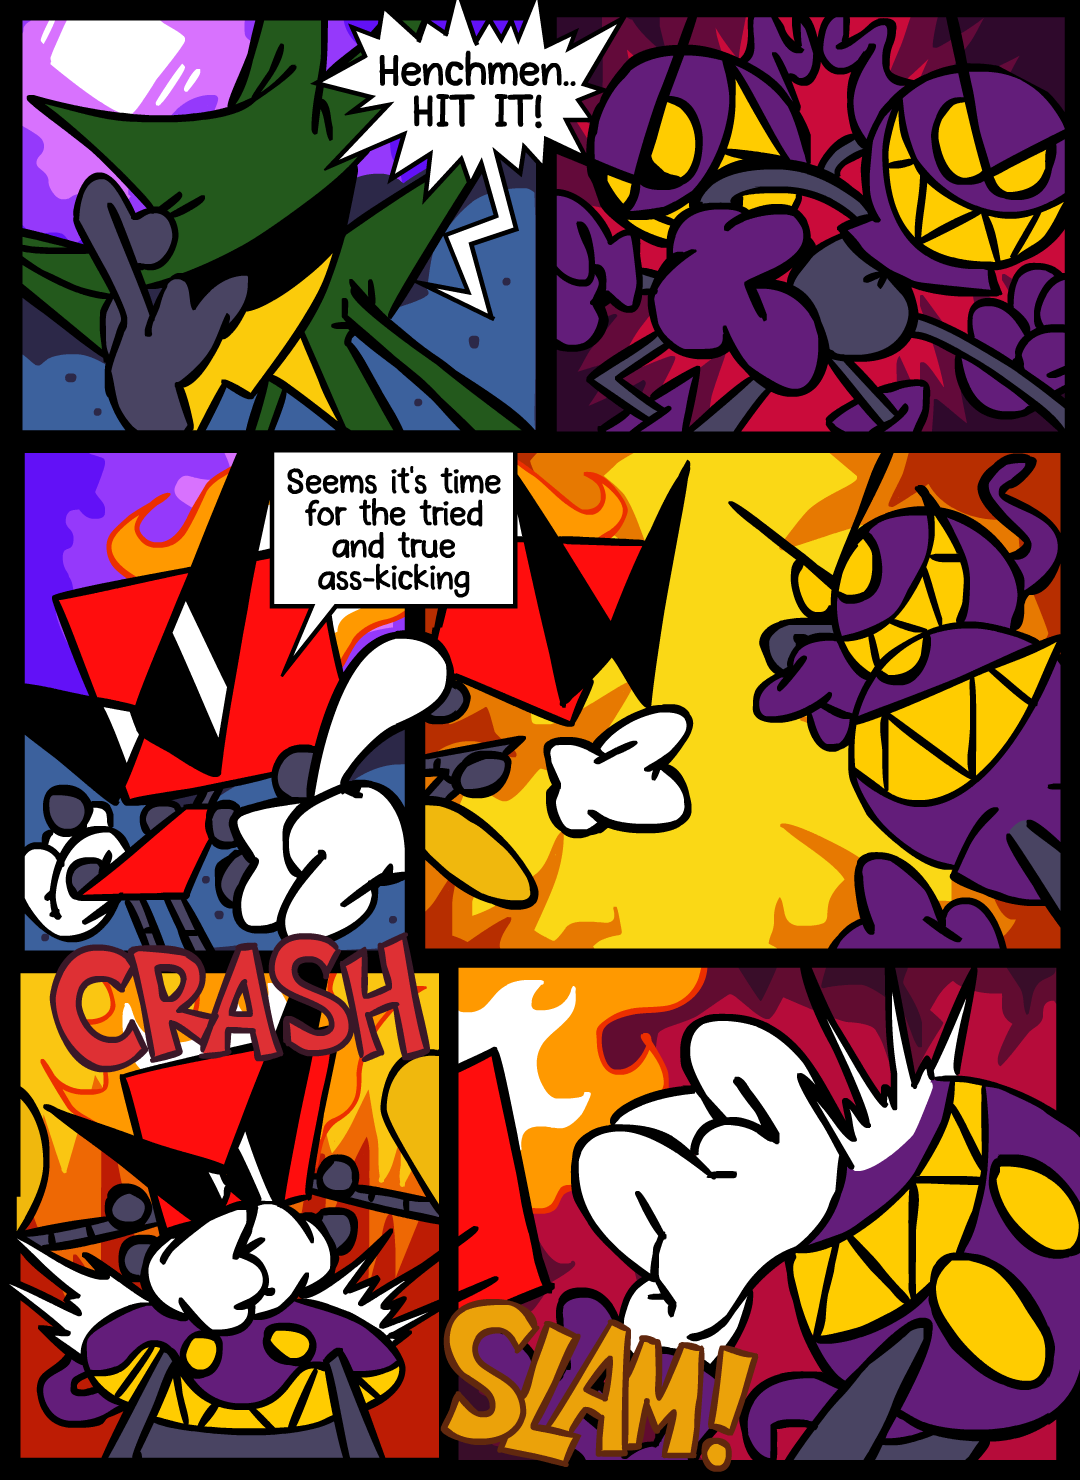 Henchmen..
HIT IT!
Seems it's time
for the tried
and true
ass-kicking
CRASH
SLAM!